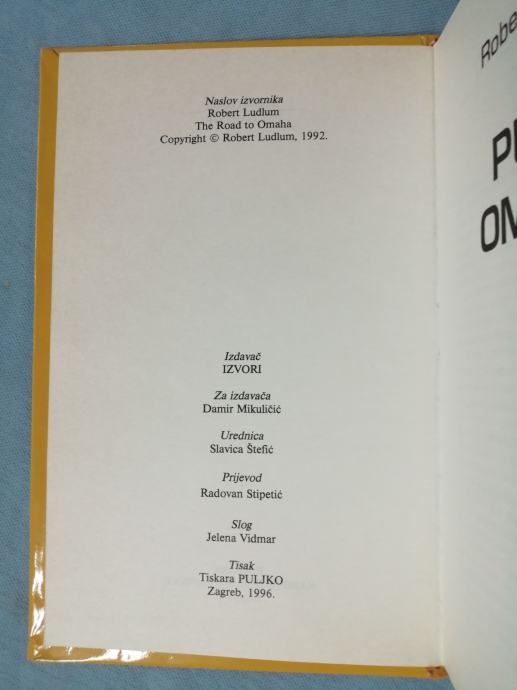 Naslov izvornika
Robert Ludlum
The Road to Omaha
Copyright © Robert Ludlum, 1992.
Izdavač
IZVORI
Za izdavača
Damir Mikuličić
Urednica
Slavica Štefić
Prijevod
Radovan Stipetić
Slog
Jelena Vidmar
Tisak
Tiskara PULJKO
Zagreb, 1996.